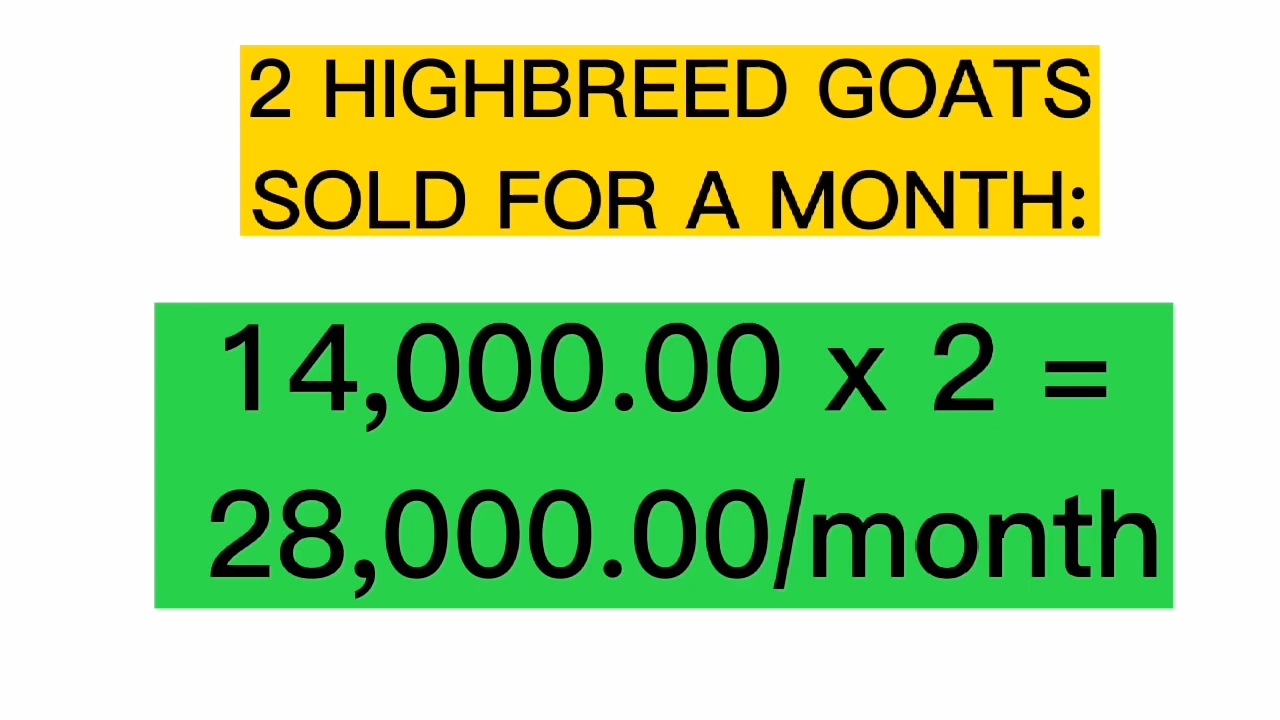 2 HIGHBREED GOATS
SOLD FOR A MONTH:
14,000.00 x 2 =
28,000.00/month